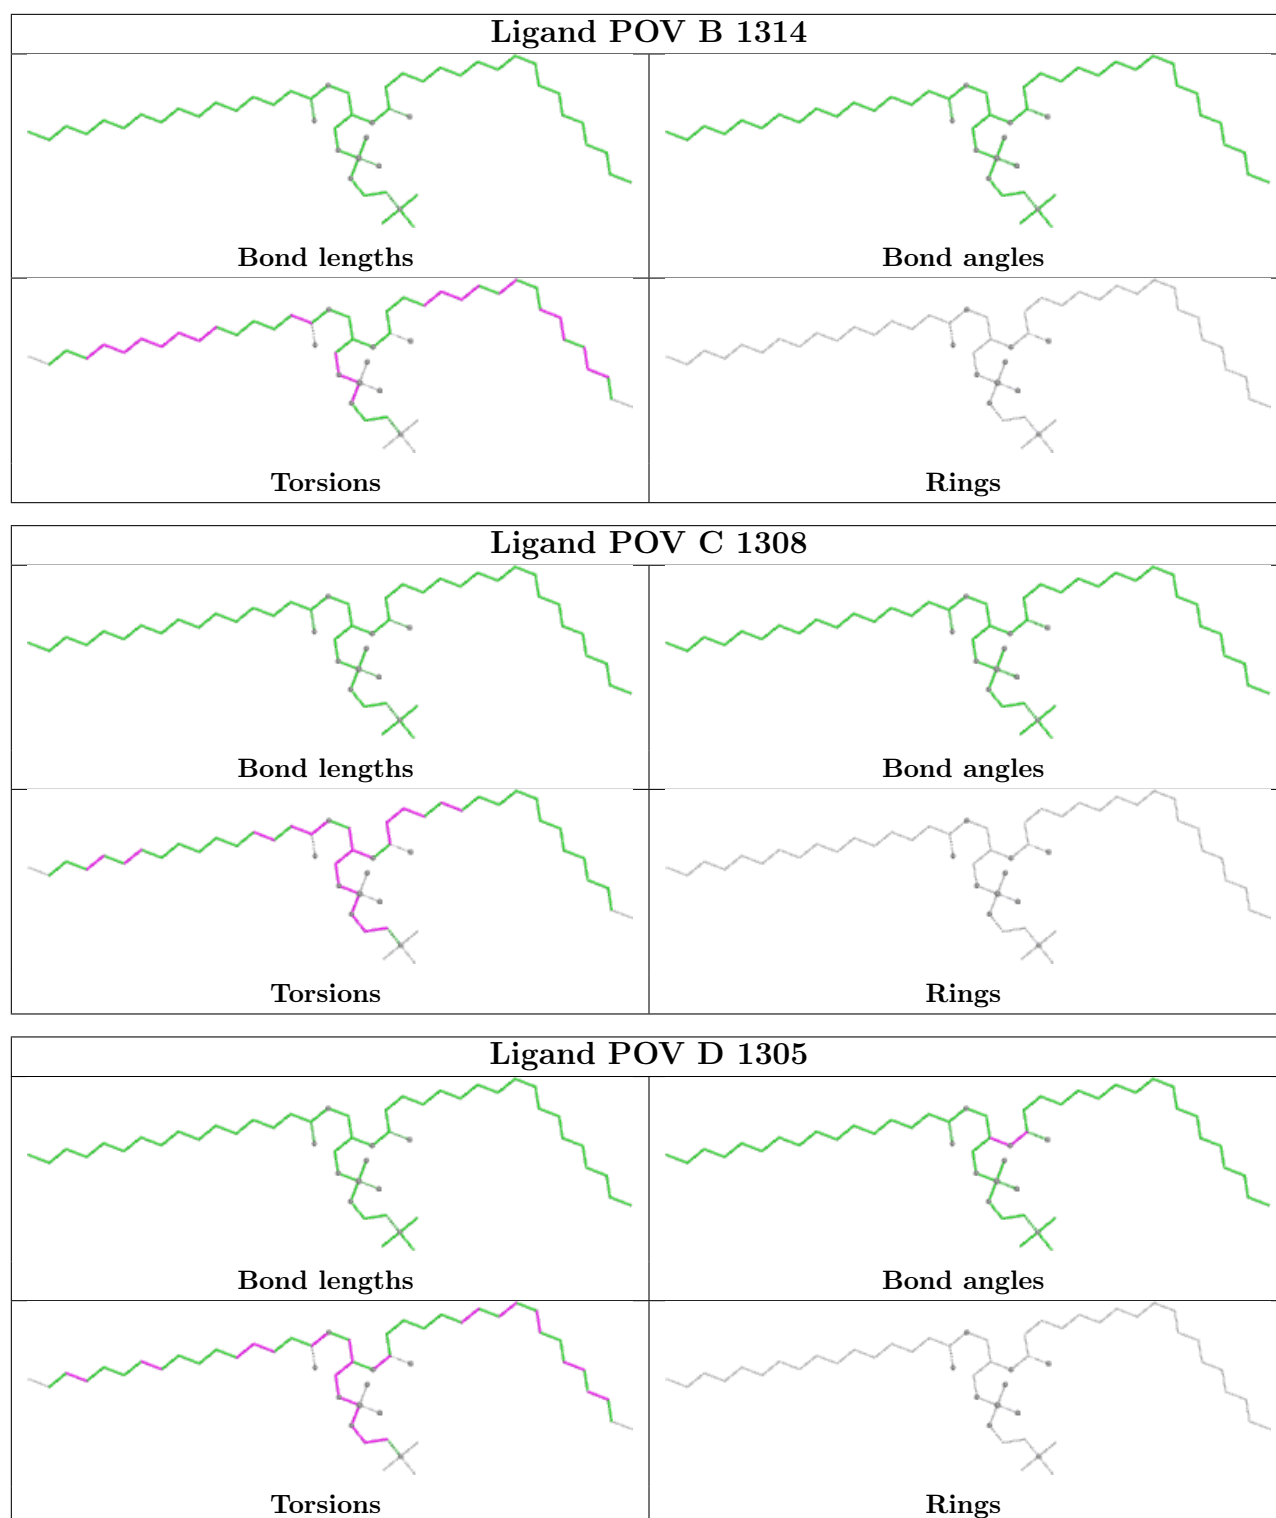 Ligand POV B 1314
Bond lengths
Bond angles
Torsions
Rings
Ligand POV C 1308
Bond lengths
Bond angles
Torsions
Rings
Ligand POV D 1305
Bond lengths
Bond angles
Torsions
Rings